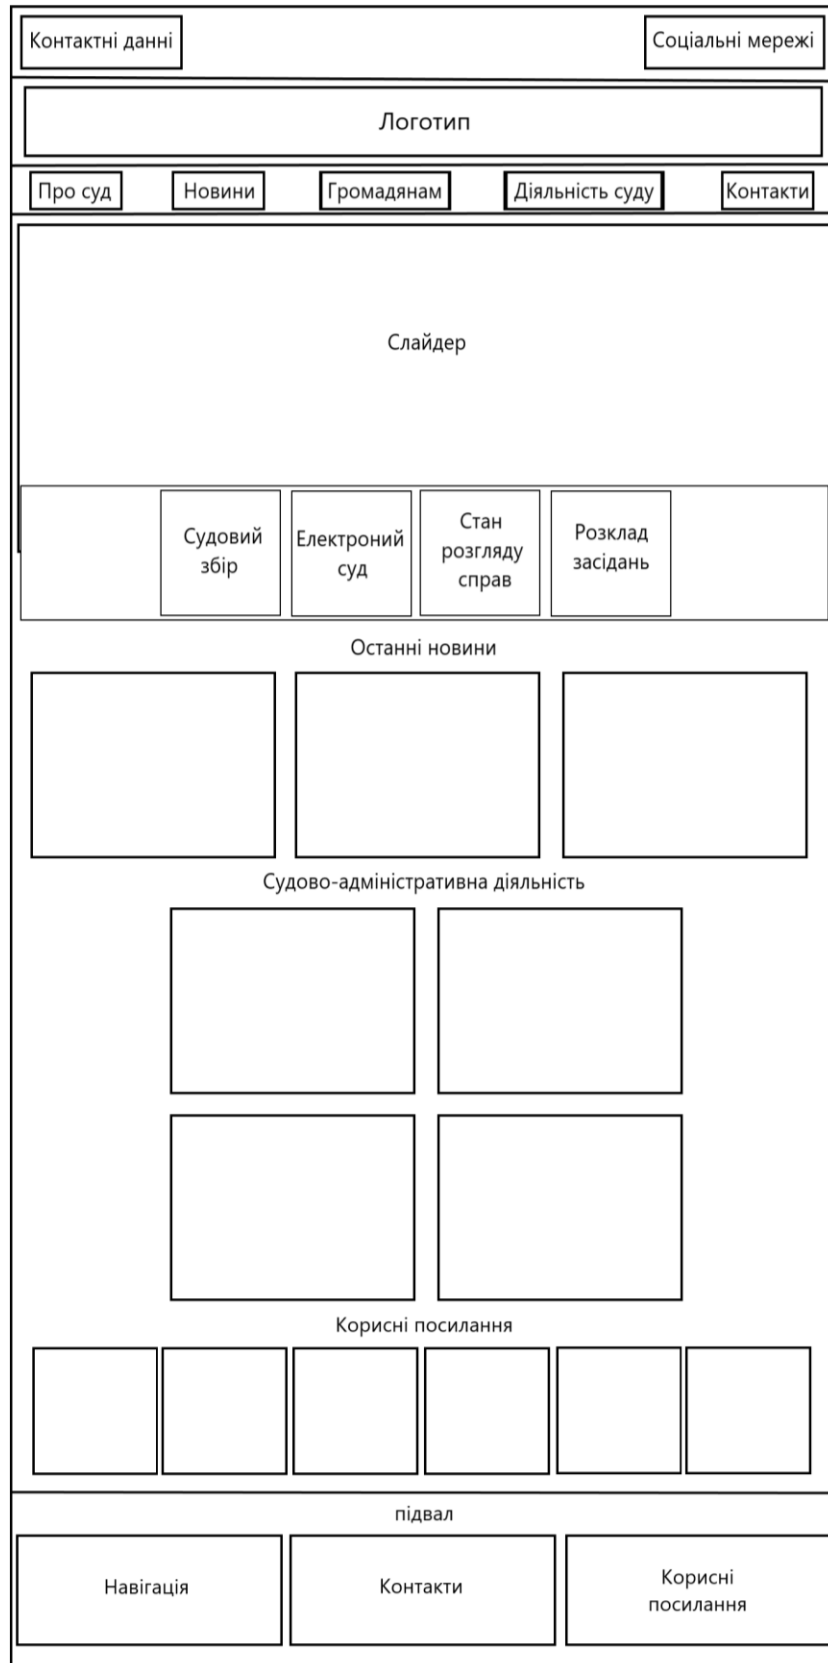 Контактні данні
Соціальні мережі
Логотип
Про суд
Новини
Громадянам
Діяльність суду
Контакти
Слайдер
Судовий
збір
Електроний
суд
Стан
розгляду
справ
Розклад
засідань
Останні новини
Судово-адміністративна діяльність
Корисні посилання
підвал
Навігація
Контакти
Корисні
посилання